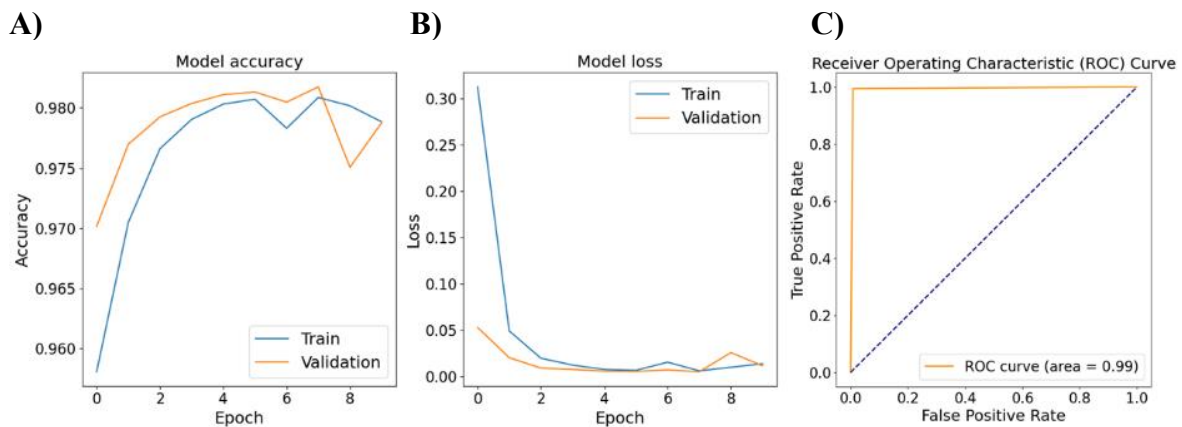 A)
Model accuracy
0.980
0.975
0.970
0.965
0.960
Accuracy
0 2 4 6 8
Epoch
Train
Validation
B)
Model loss
0.30
0.25
0.20
0.15
0.10
0.05
0.00
Loss
0 2 4 6 8
Epoch
Train
Validation
C)
Receiver Operating Characteristic (ROC) Curve
1.0
0.8
0.6
0.4
0.2
0.0
True Positive Rate
0.0 0.2 0.4 0.6 0.8 1.0
False Positive Rate
ROC curve (area = 0.99)